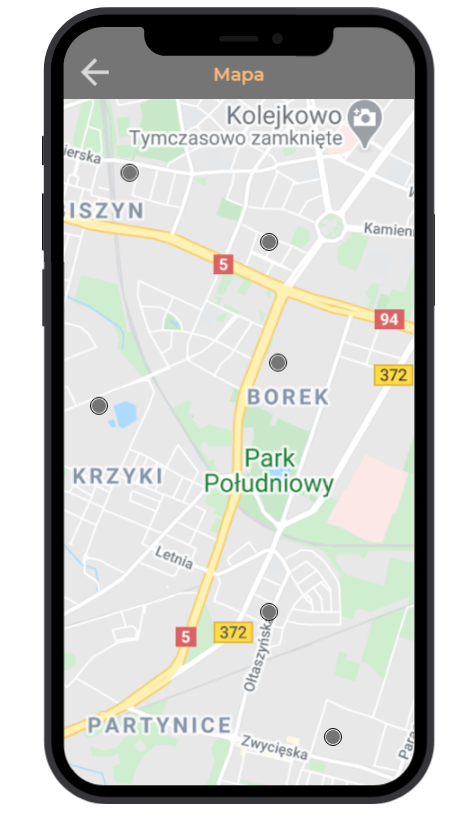 Mapa
Kolejkowo
Tymczasowo zamknięte
ierska
ISZYN
Kamien
5
94
372
BOREK
Park
Południowy
KRZYKI
Letnia
5
372
Ołtaszyńska
PARTYNICE
Zwycięska
Para